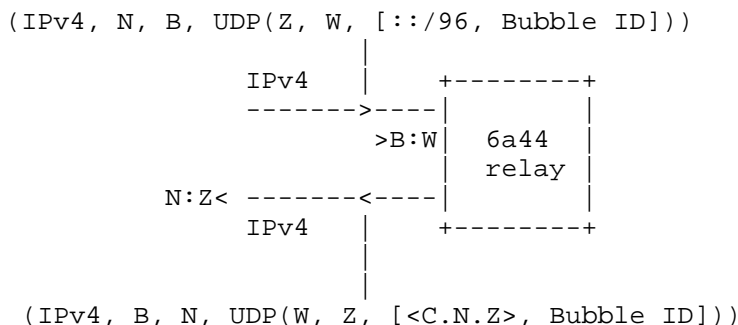 (IPv4, N, B, UDP(Z, W, [::/96, Bubble ID]))
IPv4
>B:W
6a44
relay
N:Z<
IPv4
(IPv4, B, N, UDP(W, Z, [<C.N.Z>, Bubble ID]))